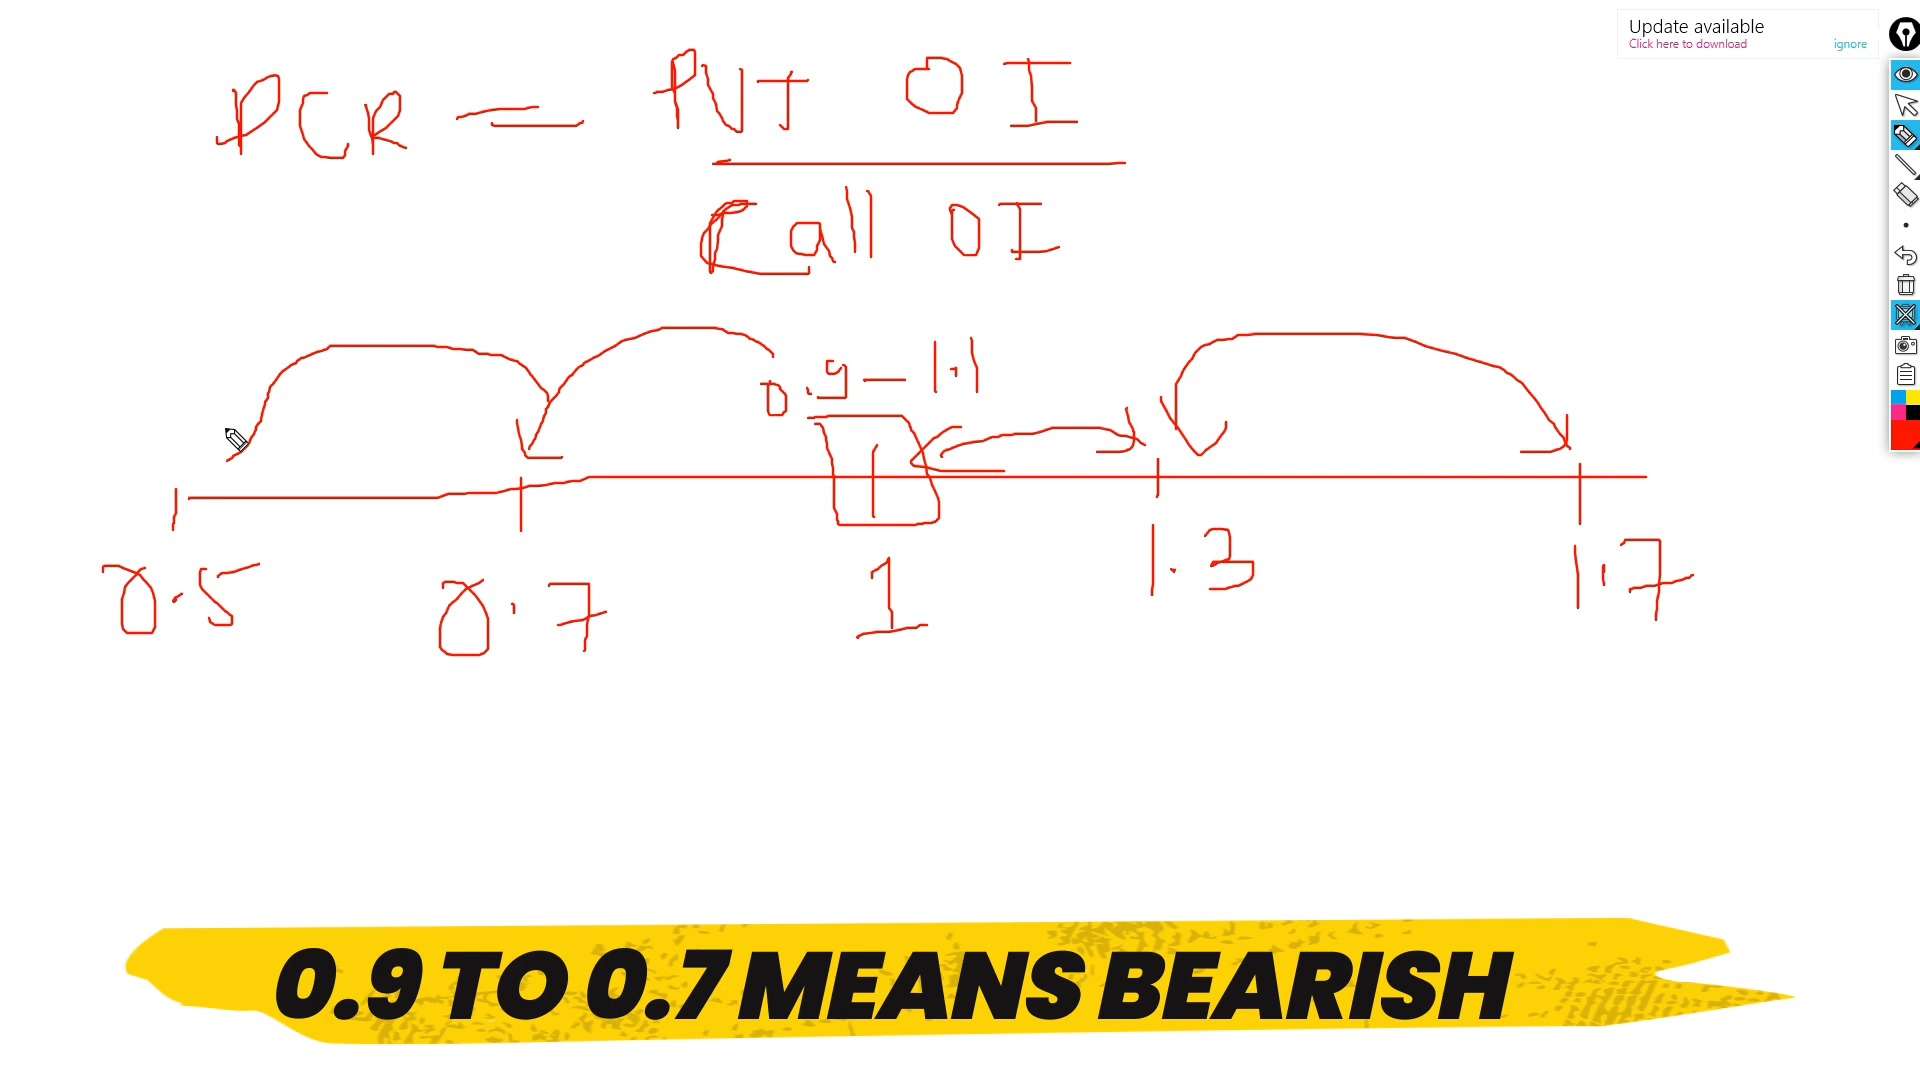 Update available
Click here to download ignore
PCR = PUT OI
Call OI
0.9 - 1.1
0.5 0.7 1 1.3 1.7
0.9 TO 0.7 MEANS BEARISH